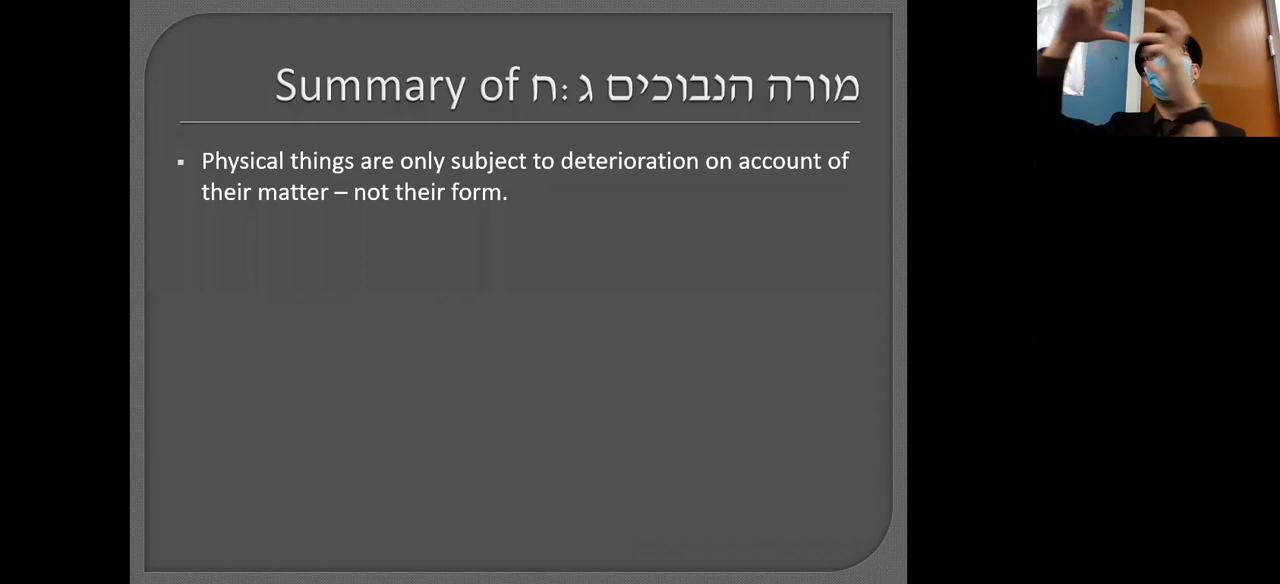 Summary of מורה הנבוכים ג :ח
▪ Physical things are only subject to deterioration on account of
their matter – not their form.